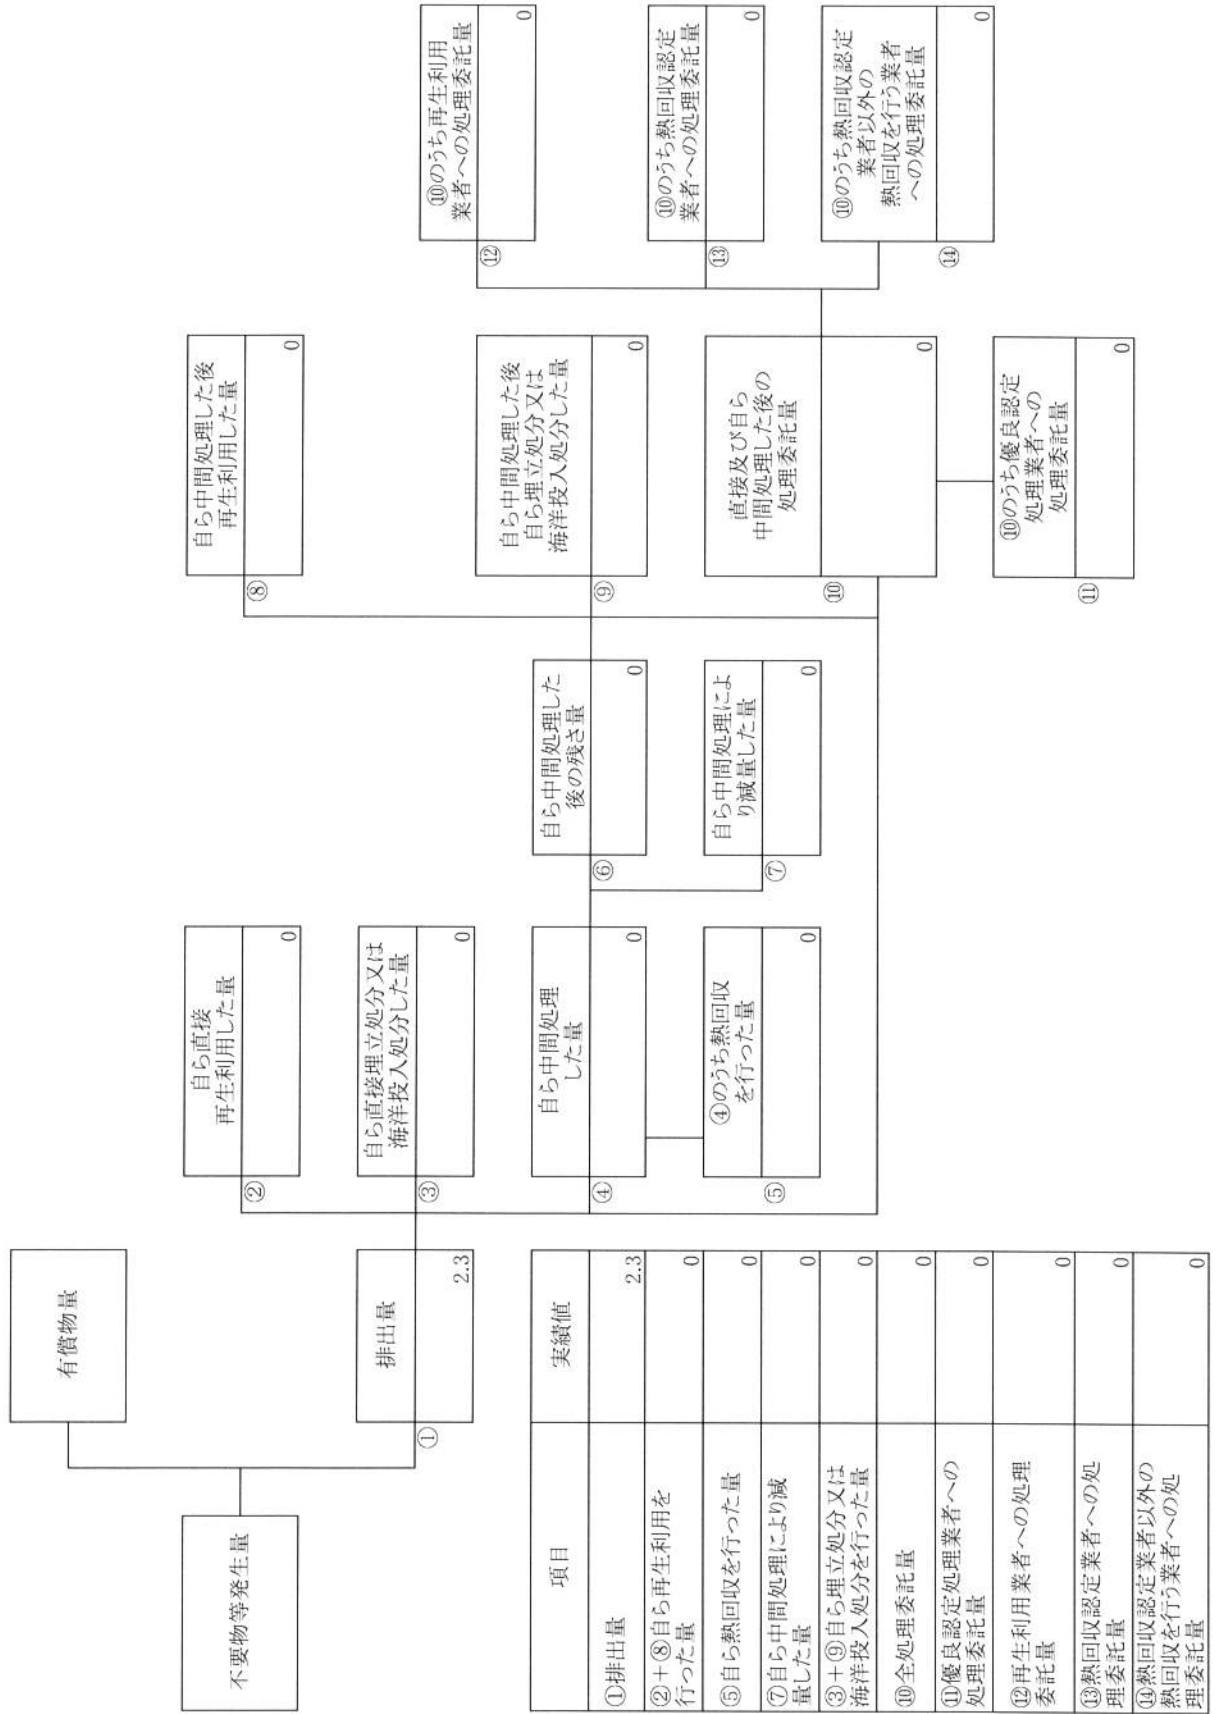 不要物等発生量
有償物量
①
排出量
2.3
②
自ら直接
再生利用した量
0
③
自ら直接埋立処分又は
海洋投入処分した量
0
④
自ら中間処理
した量
0
⑤
④のうち熱回収
を行った量
0
⑥
自ら中間処理した
後の残さ量
0
⑦
自ら中間処理によ
り減量した量
0
⑧
自ら中間処理した後
再生利用した量
0
⑨
自ら中間処理した後
自ら埋立処分又は
海洋投入処分した量
0
⑩
直接及び自ら
中間処理した後の
処理委託量
0
⑪
⑩のうち優良認定
処理業者への
処理委託量
0
⑫
⑩のうち再生利用
業者への処理委託量
0
⑬
⑩のうち熱回収認定
業者への処理委託量
0
⑭
⑩のうち熱回収認定
業者以外の
熱回収を行う業者
への処理委託量
0
項目 実績値
①排出量 2.3
②+⑧自ら再生利用を
行った量 0
⑤自ら熱回収を行った量 0
⑦自ら中間処理により減
量した量 0
③+⑨自ら埋立処分又は
海洋投入処分を行った量 0
⑩全処理委託量 0
⑪優良認定処理業者への
処理委託量 0
⑫再生利用業者への処理
委託量 0
⑬熱回収認定業者への処
理委託量 0
⑭熱回収認定業者以外の
熱回収を行う業者への処
理委託量 0